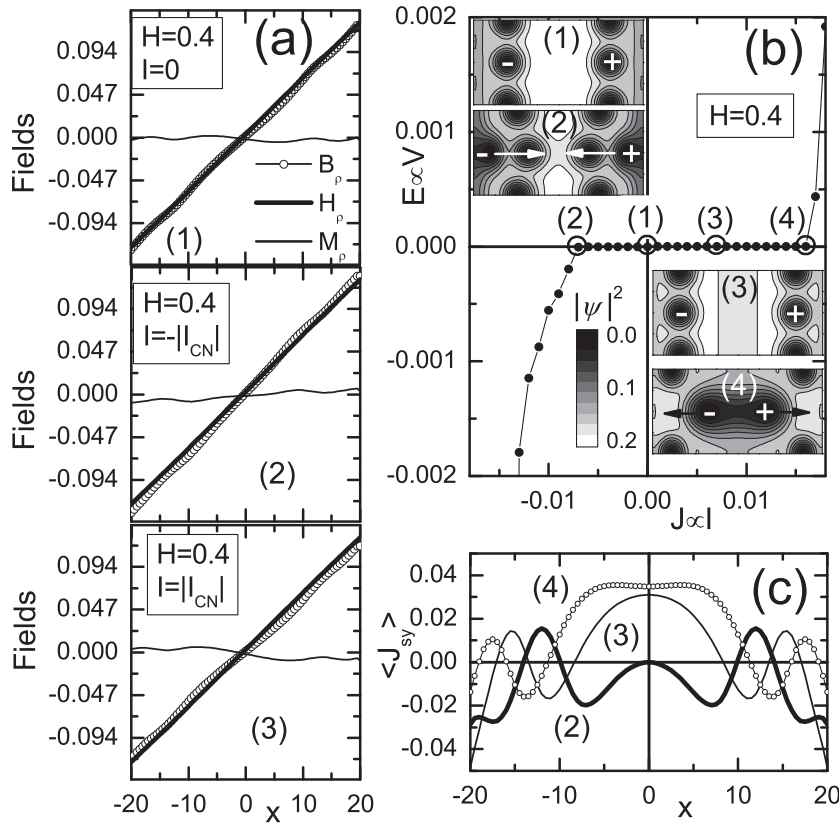 (a)
H=0.4
I=0
0.094
0.047
0.000
-0.047
-0.094
Fields
B_ρ
H_ρ
M_ρ
(1)
H=0.4
I=-|I_CN|
0.094
0.047
0.000
-0.047
-0.094
Fields
(2)
H=0.4
I=|I_CN|
0.094
0.047
0.000
-0.047
-0.094
Fields
(3)
-20 -10 0 10 20
x
(b)
H=0.4
0.002
0.001
0.000
-0.001
-0.002
E∝V
(1)
- +
(2)
- +
(2) (1) (3) (4)
|ψ|²
0.0
0.1
0.2
(3)
- +
(4)
- +
-0.01 0.00 0.01
J∝I
(c)
0.04
0.02
0.00
-0.02
-0.04
<J_sy>
(4)
(3)
(2)
-20 -10 0 10 20
x